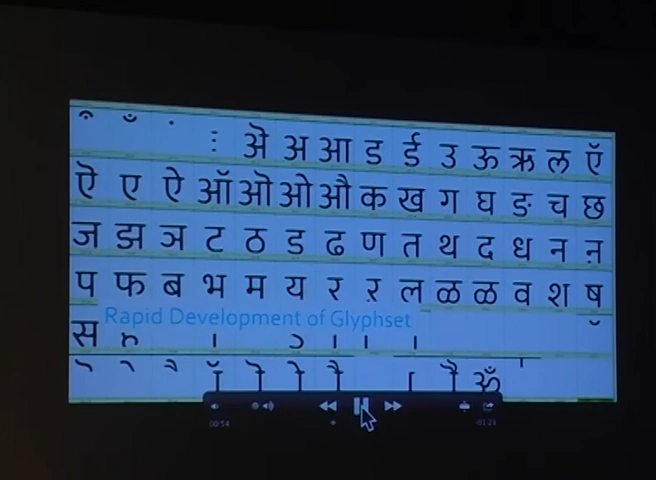 ऄ अ आ ड ई उ ऊ ऋ ल ऍ
ऎ ए ऐ ऑ ऒ ओ औ क ख ग घ ङ च छ
ज झ ञ ट ठ ड ढ ण त थ द ध न ऩ
प फ ब भ म य र ऱ ल ळ ळ व श ष
स
Rapid Development of Glyphset
ॐ
00:54
-01:21